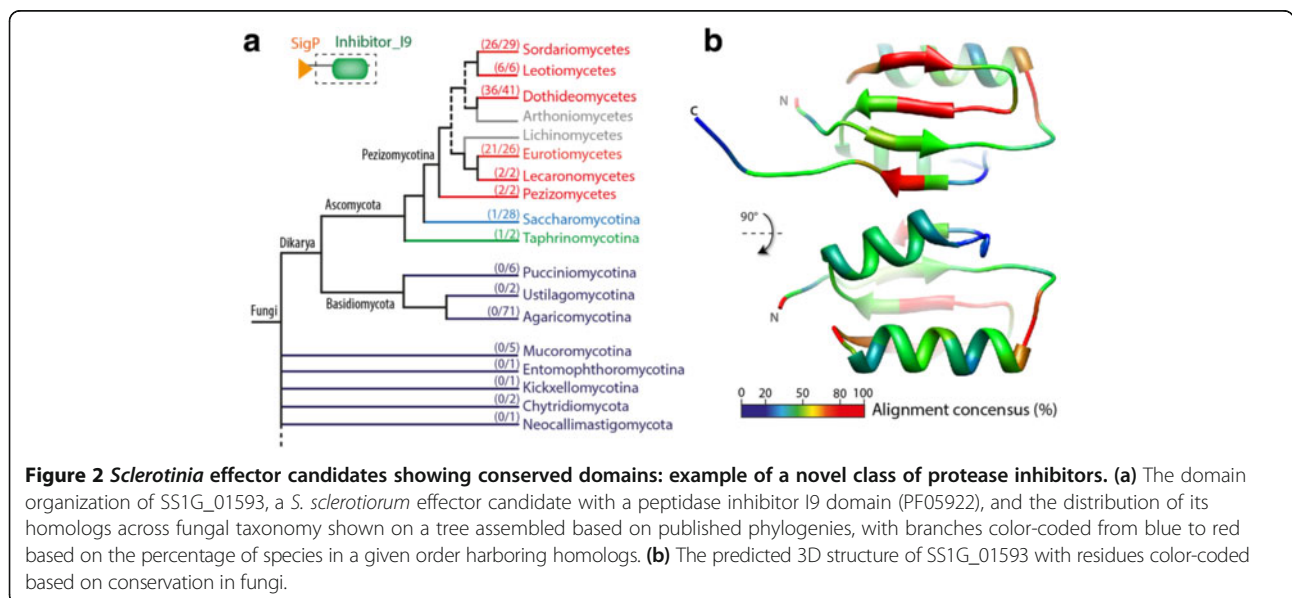 a
SigP Inhibitor_I9
(26/29) Sordariomycetes
(6/6) Leotiomycetes
(36/41) Dothideomycetes
Arthoniomycetes
Lichinomycetes
Pezizomycotina
(21/26) Eurotiomycetes
(2/2) Lecaronomycetes
(2/2) Pezizomycetes
Ascomycota
(1/28) Saccharomycotina
(1/2) Taphrinomycotina
Dikarya
(0/6) Pucciniomycotina
(0/2) Ustilagomycotina
Basidiomycota
(0/71) Agaricomycotina
Fungi
(0/5) Mucoromycotina
(0/1) Entomophthoromycotina
(0/1) Kickxellomycotina
(0/2) Chytridiomycota
(0/1) Neocallimastigomycota
b
N
C
90°
N
0 20 50 80 100
Alignment concensus (%)
Figure 2 Sclerotinia effector candidates showing conserved domains: example of a novel class of protease inhibitors. (a) The domain
organization of SS1G_01593, a S. sclerotiorum effector candidate with a peptidase inhibitor I9 domain (PF05922), and the distribution of its
homologs across fungal taxonomy shown on a tree assembled based on published phylogenies, with branches color-coded from blue to red
based on the percentage of species in a given order harboring homologs. (b) The predicted 3D structure of SS1G_01593 with residues color-coded
based on conservation in fungi.